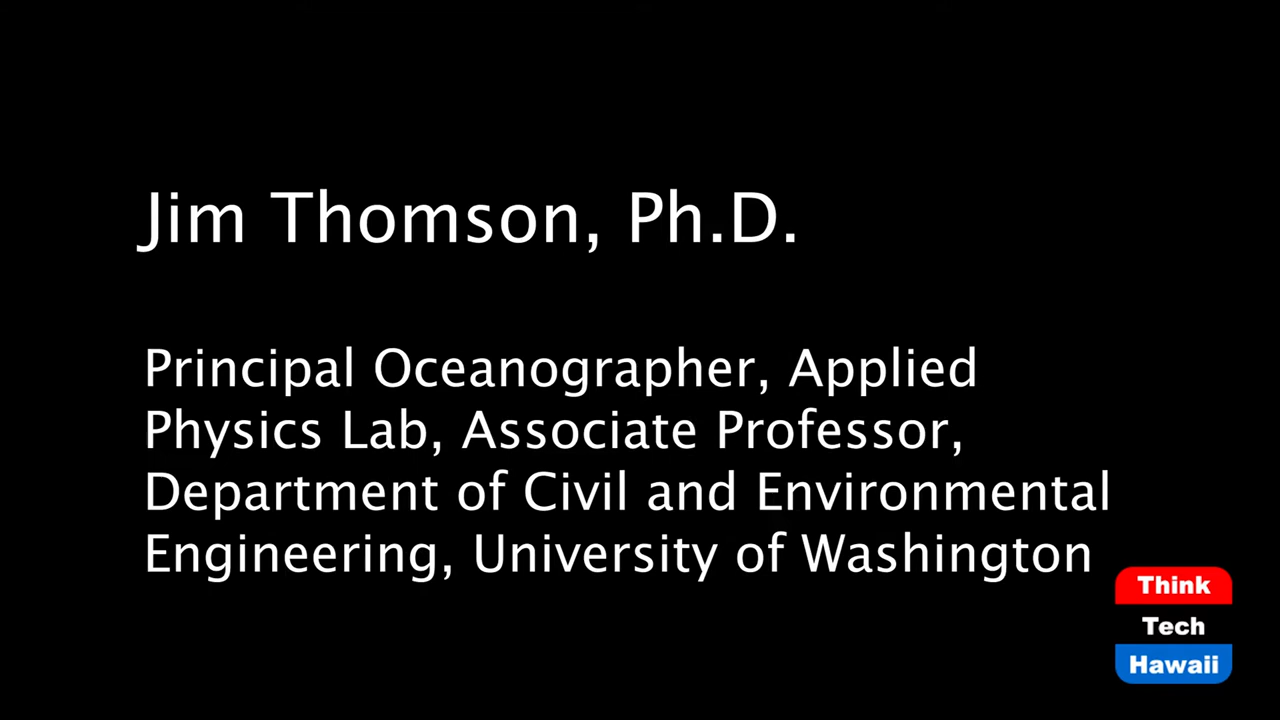 Jim Thomson, Ph.D.
Principal Oceanographer, Applied
Physics Lab, Associate Professor,
Department of Civil and Environmental
Engineering, University of Washington
Think
Tech
Hawaii